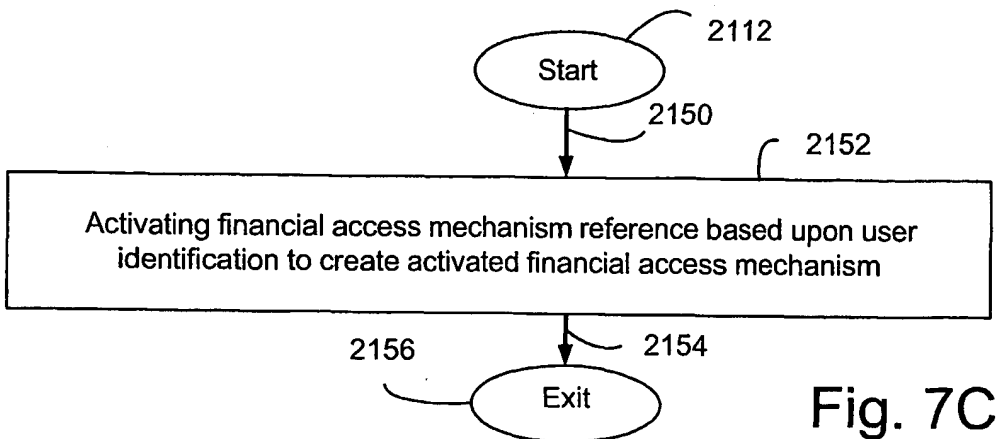 2112
Start
2150
2152
Activating financial access mechanism reference based upon user
identification to create activated financial access mechanism
2156
2154
Exit
Fig. 7C